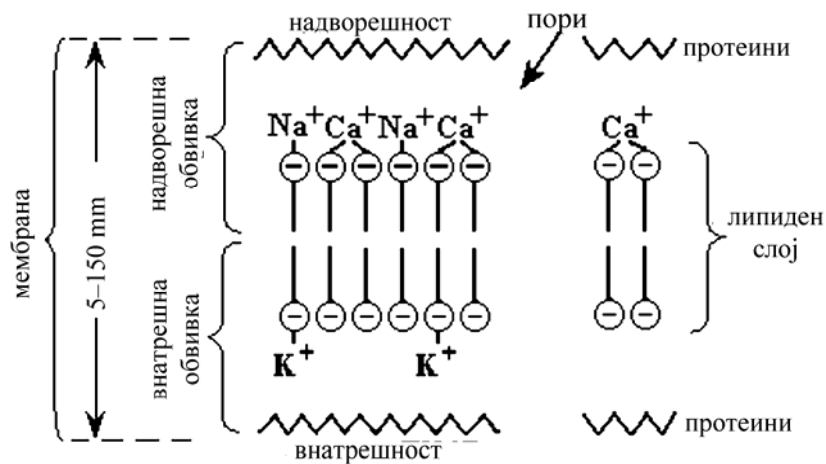 надворешност
пори
протеини
Na⁺ Ca⁺ Na⁺ Ca⁺
Ca⁺
мембрана
5–150 mm
надворешна
обвивка
внатрешна
обвивка
− − − − − −
− −
липиден
слој
− − − − − −
− −
K⁺ K⁺
протеини
внатрешност